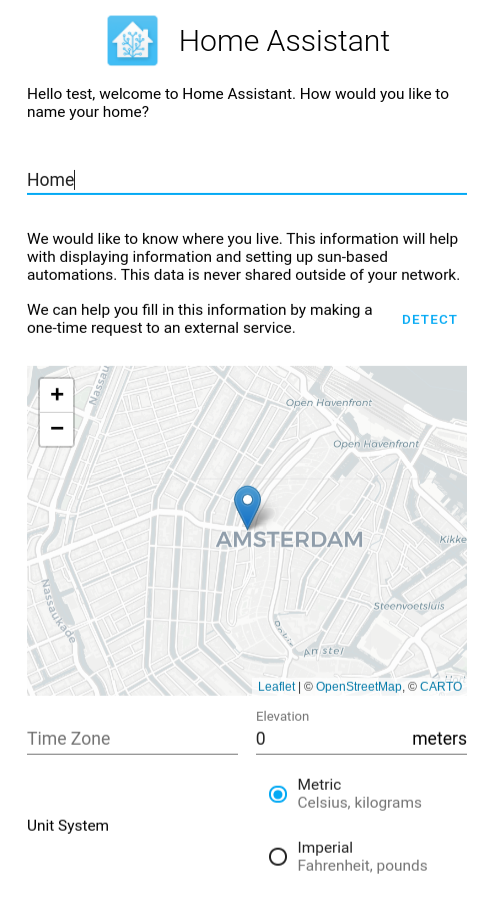 Home Assistant
Hello test, welcome to Home Assistant. How would you like to
name your home?
Home
We would like to know where you live. This information will help
with displaying information and setting up sun-based
automations. This data is never shared outside of your network.
We can help you fill in this information by making a
one-time request to an external service.
DETECT
+
−
Nassau
Open Havenfront
Open Havenfront
AMSTERDAM
Kikke
Nassaukade
Steenvoetsluis
Amstel
Leaflet | © OpenStreetMap, © CARTO
Elevation
Time Zone
0 meters
Metric
Celsius, kilograms
Unit System
Imperial
Fahrenheit, pounds